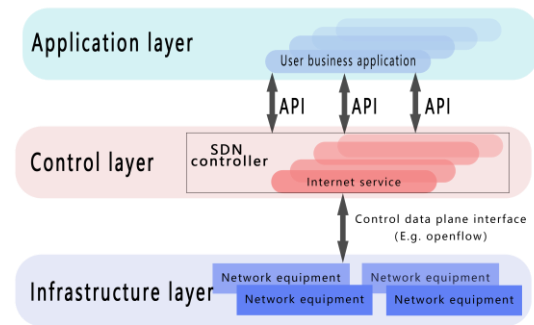 Application layer
User business application
API
API
API
SDN
controller
Control layer
Internet service
Control data plane interface
(E.g. openflow)
Network equipment
Network equipment
Infrastructure layer
Network equipment
Network equipment